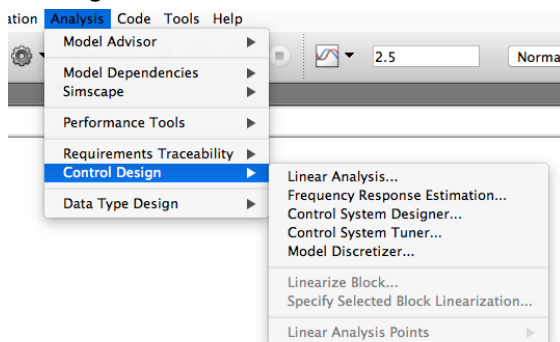 ation Analysis Code Tools Help
Model Advisor
2.5
Norma
Model Dependencies
Simscape
Performance Tools
Requirements Traceability
Control Design
Data Type Design
Linear Analysis...
Frequency Response Estimation...
Control System Designer...
Control System Tuner...
Model Discretizer...
Linearize Block...
Specify Selected Block Linearization...
Linear Analysis Points